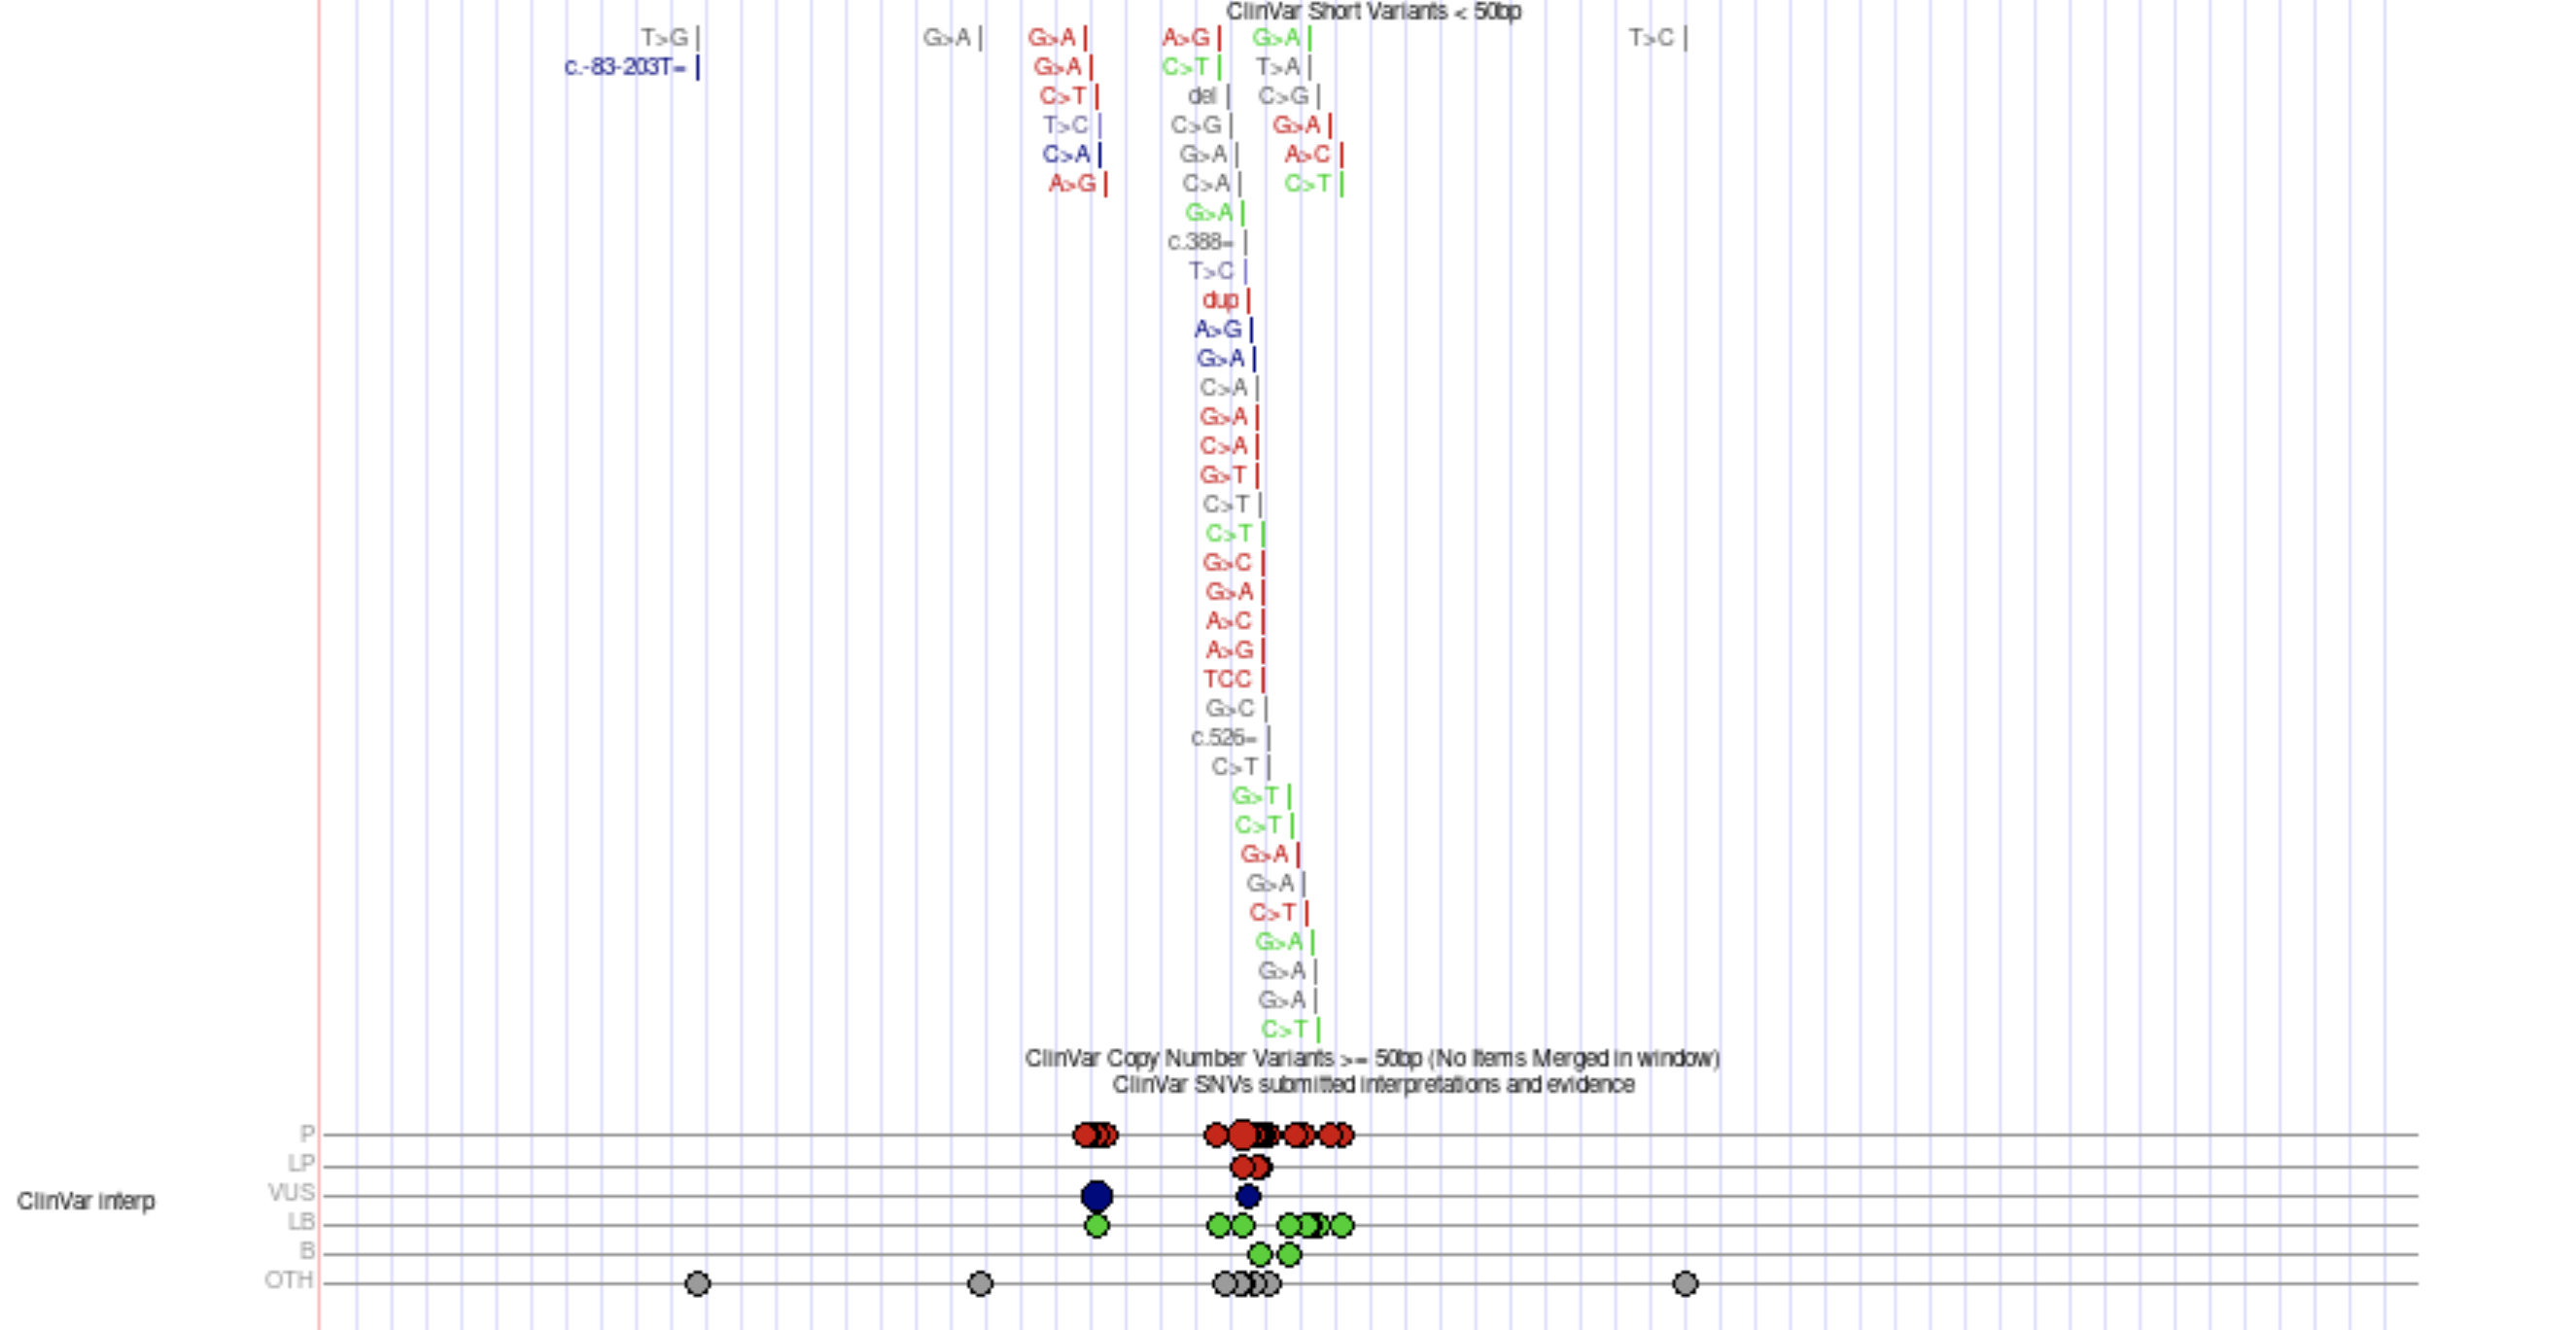 ClinVar Short Variants < 50bp
T>G G>A G>A A>G G>A T>C
c.-83-203T= G>A C>T T>A
C>T del C>G
T>C C>G G>A
C>A G>A A>C
A>G C>A C>T
G>A
c.388=
T>C
dup
A>G
G>A
C>A
G>A
C>A
G>T
C>T
C>T
G>C
G>A
A>C
A>G
TCC
G>C
c.526=
C>T
G>T
C>T
G>A
G>A
C>T
G>A
G>A
G>A
C>T
ClinVar Copy Number Variants >= 50bp (No Items Merged in window)
ClinVar SNVs submitted interpretations and evidence
P
LP
VUS
ClinVar interp
LB
B
OTH